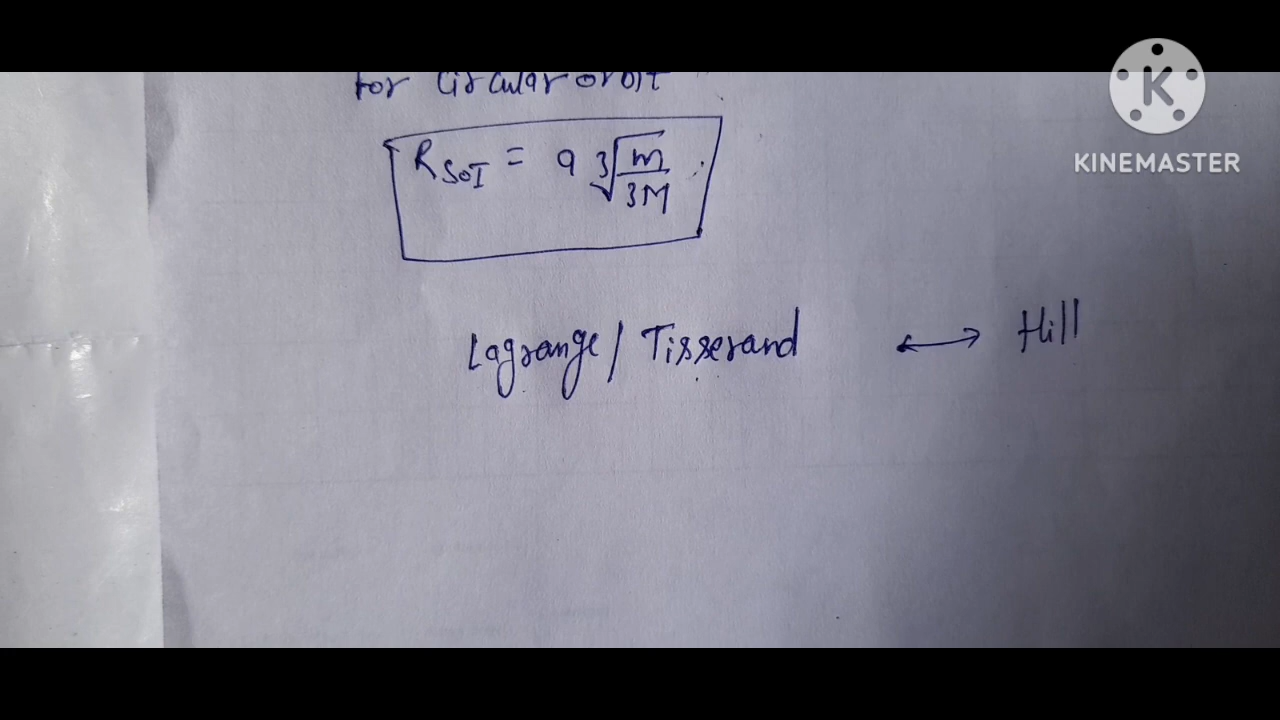 for Circular orbit
R_SOI = a ∛(m/3M)
Lagrange/Tisserand ⟷ Hill
K
KINEMASTER